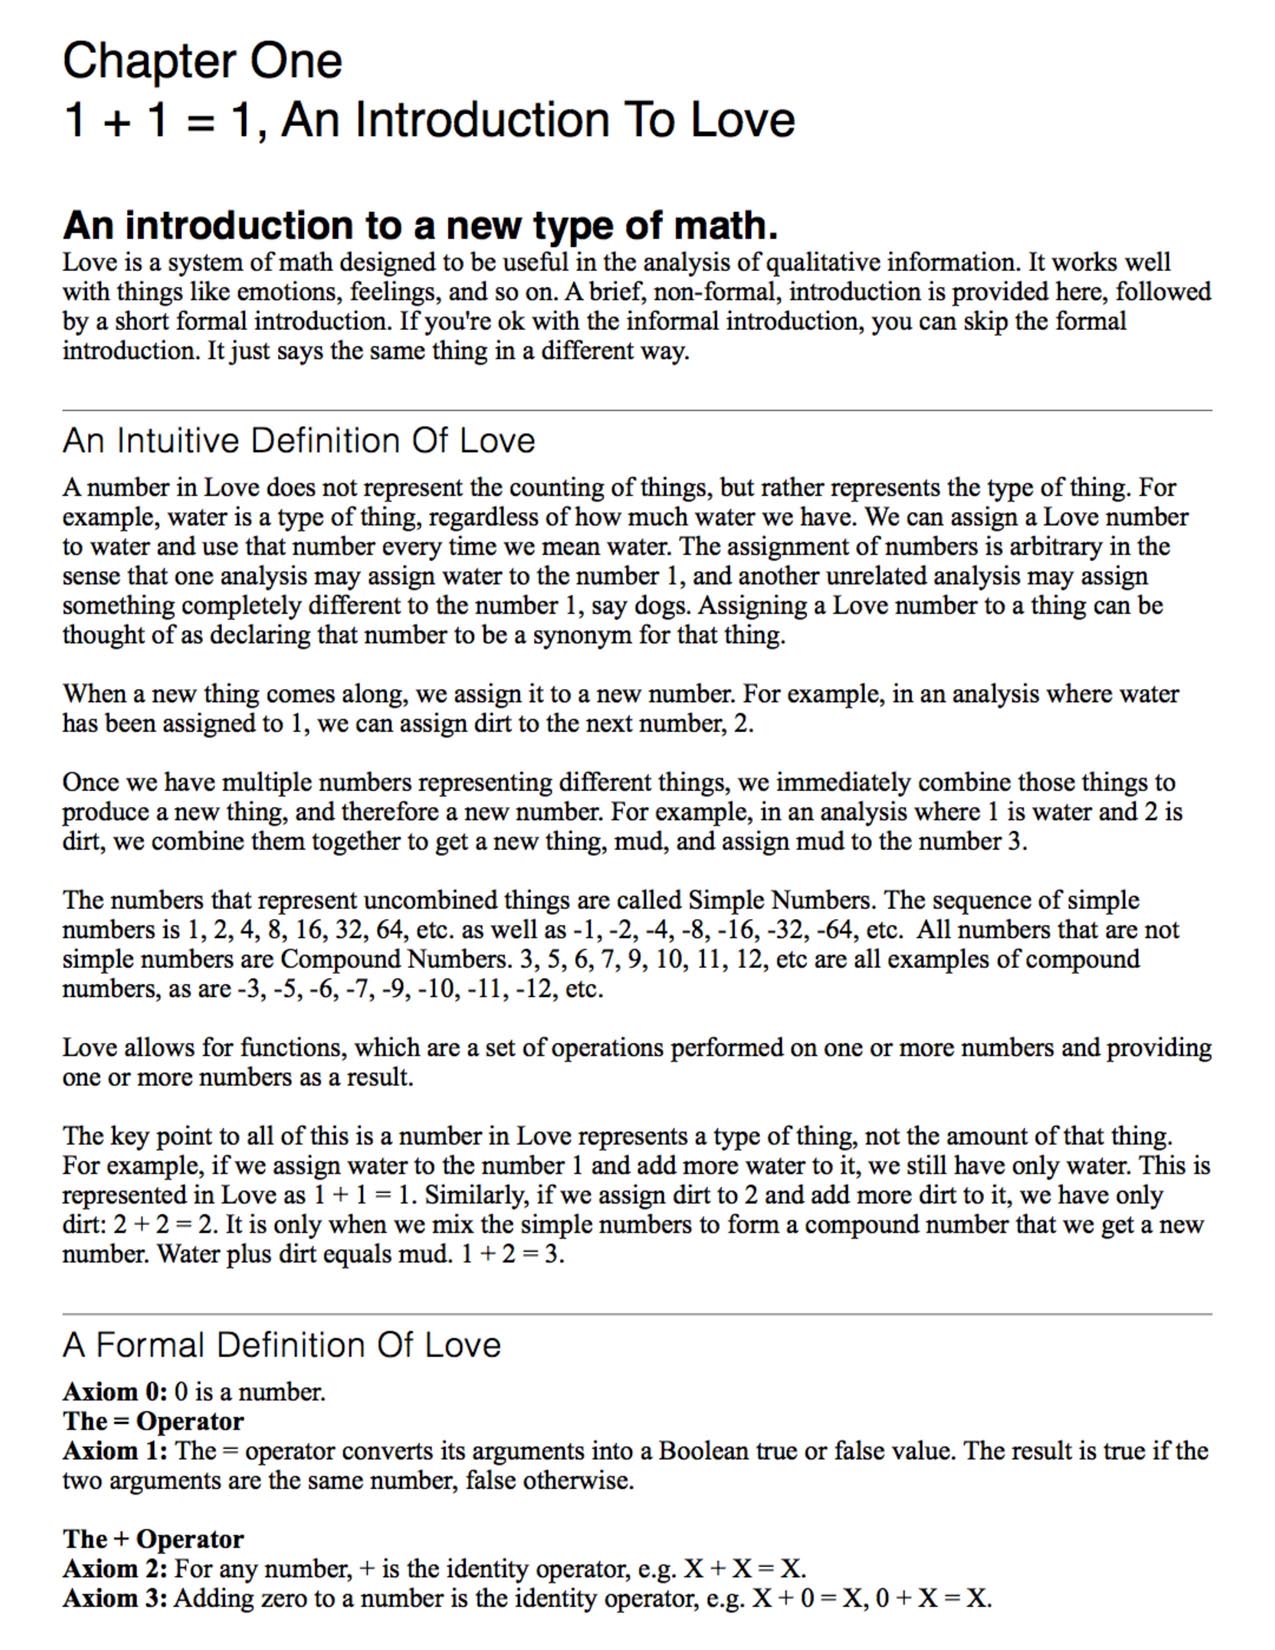 Chapter One
1 + 1 = 1, An Introduction To Love
An introduction to a new type of math.
Love is a system of math designed to be useful in the analysis of qualitative information. It works well
with things like emotions, feelings, and so on. A brief, non-formal, introduction is provided here, followed
by a short formal introduction. If you're ok with the informal introduction, you can skip the formal
introduction. It just says the same thing in a different way.
An Intuitive Definition Of Love
A number in Love does not represent the counting of things, but rather represents the type of thing. For
example, water is a type of thing, regardless of how much water we have. We can assign a Love number
to water and use that number every time we mean water. The assignment of numbers is arbitrary in the
sense that one analysis may assign water to the number 1, and another unrelated analysis may assign
something completely different to the number 1, say dogs. Assigning a Love number to a thing can be
thought of as declaring that number to be a synonym for that thing.
When a new thing comes along, we assign it to a new number. For example, in an analysis where water
has been assigned to 1, we can assign dirt to the next number, 2.
Once we have multiple numbers representing different things, we immediately combine those things to
produce a new thing, and therefore a new number. For example, in an analysis where 1 is water and 2 is
dirt, we combine them together to get a new thing, mud, and assign mud to the number 3.
The numbers that represent uncombined things are called Simple Numbers. The sequence of simple
numbers is 1, 2, 4, 8, 16, 32, 64, etc. as well as -1, -2, -4, -8, -16, -32, -64, etc.  All numbers that are not
simple numbers are Compound Numbers. 3, 5, 6, 7, 9, 10, 11, 12, etc are all examples of compound
numbers, as are -3, -5, -6, -7, -9, -10, -11, -12, etc.
Love allows for functions, which are a set of operations performed on one or more numbers and providing
one or more numbers as a result.
The key point to all of this is a number in Love represents a type of thing, not the amount of that thing.
For example, if we assign water to the number 1 and add more water to it, we still have only water. This is
represented in Love as 1 + 1 = 1. Similarly, if we assign dirt to 2 and add more dirt to it, we have only
dirt: 2 + 2 = 2. It is only when we mix the simple numbers to form a compound number that we get a new
number. Water plus dirt equals mud. 1 + 2 = 3.
A Formal Definition Of Love
Axiom 0: 0 is a number.
The = Operator
Axiom 1: The = operator converts its arguments into a Boolean true or false value. The result is true if the
two arguments are the same number, false otherwise.
The + Operator
Axiom 2: For any number, + is the identity operator, e.g. X + X = X.
Axiom 3: Adding zero to a number is the identity operator, e.g. X + 0 = X, 0 + X = X.